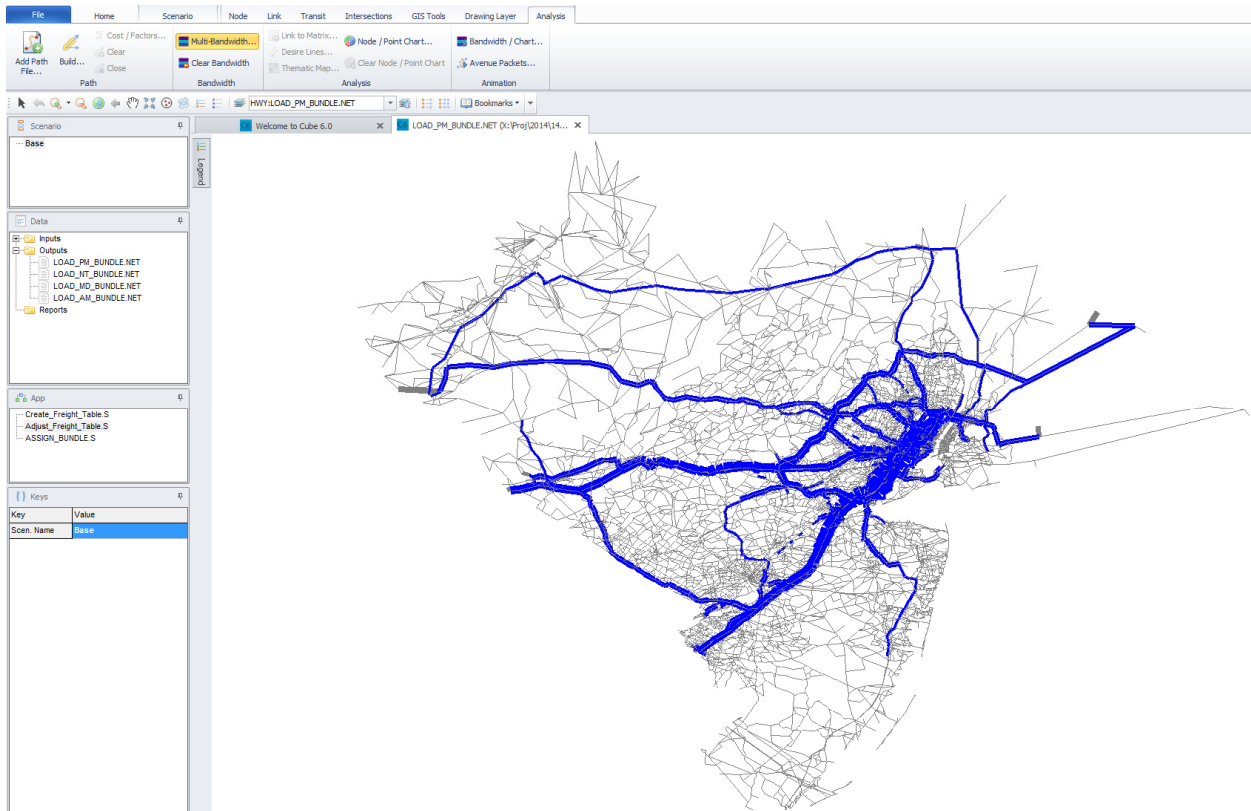 File Home Scenario Node Link Transit Intersections GIS Tools Drawing Layer Analysis
Add Path File...
Build...
Cost / Factors...
Clear
Close
Path
Multi-Bandwidth...
Clear Bandwidth
Bandwidth
Link to Matrix...
Desire Lines...
Thematic Map...
Node / Point Chart...
Clear Node / Point Chart
Analysis
Bandwidth / Chart...
Avenue Packets...
Animation
HWY:LOAD_PM_BUNDLE.NET
Bookmarks
Scenario
Base
Welcome to Cube 6.0
LOAD_PM_BUNDLE.NET (X:\Proj\2014\14...
Legend
Data
Inputs
Outputs
LOAD_PM_BUNDLE.NET
LOAD_NT_BUNDLE.NET
LOAD_MD_BUNDLE.NET
LOAD_AM_BUNDLE.NET
Reports
App
Create_Freight_Table.S
Adjust_Freight_Table.S
ASSIGN_BUNDLE.S
Keys
Key Value
Scen. Name Base